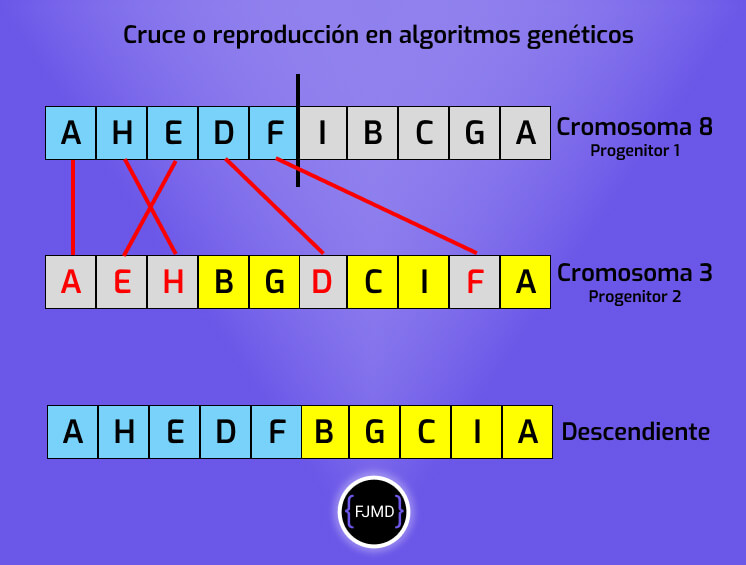 Cruce o reproducción en algoritmos genéticos
A H E D F I B C G A Cromosoma 8
Progenitor 1
A E H B G D C I F A Cromosoma 3
Progenitor 2
A H E D F B G C I A Descendiente
{FJMD}